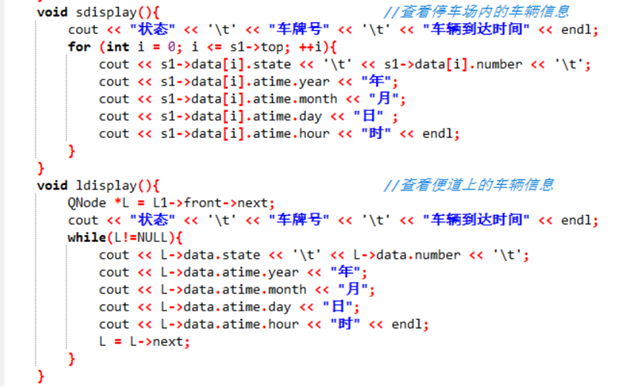 void sdisplay(){ //查看停车场内的车辆信息
cout << "状态" << '\t' << "车牌号" << '\t' << "车辆到达时间" << endl;
for (int i = 0; i <= s1->top; ++i){
cout << s1->data[i].state << '\t' << s1->data[i].number << '\t';
cout << s1->data[i].atime.year << "年";
cout << s1->data[i].atime.month << "月";
cout << s1->data[i].atime.day << "日" ;
cout << s1->data[i].atime.hour << "时" << endl;
}
}
void ldisplay(){ //查看便道上的车辆信息
QNode *L = L1->front->next;
cout << "状态" << '\t' << "车牌号" << '\t' << "车辆到达时间" << endl;
while(L!=NULL){
cout << L->data.state << '\t' << L->data.number << '\t';
cout << L->data.atime.year << "年";
cout << L->data.atime.month << "月";
cout << L->data.atime.day << "日";
cout << L->data.atime.hour << "时" << endl;
L = L->next;
}
}